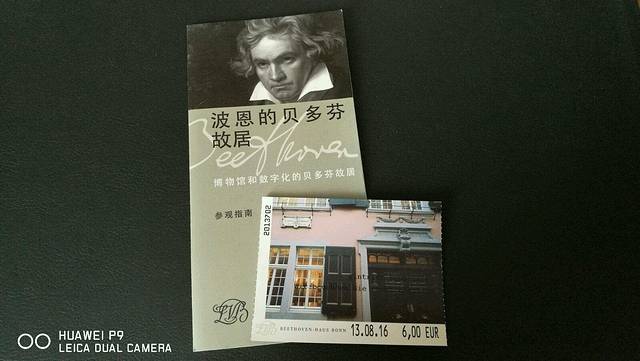 波恩的贝多芬
故居
Beethoven
博物馆和数字化的贝多芬故居
参观指南
LVB
2013702
BEETHOVEN-HAUS BONN 13.08.16 6,00 EUR
HUAWEI P9
LEICA DUAL CAMERA